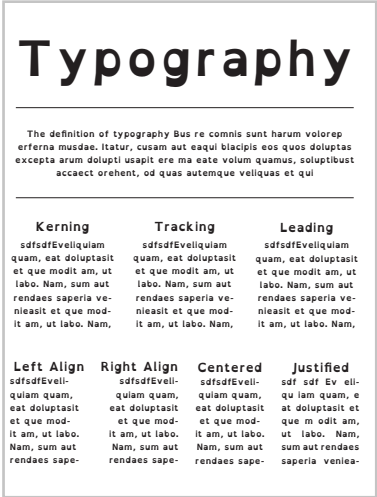 Typography
The definition of typography Bus re comnis sunt harum volorep
erferna musdae. Itatur, cusam aut eaqui blacipis eos quos doluptas
excepta arum dolupti usapit ere ma eate volum quamus, soluptibust
accaect orehent, od quas autemque veliquas et qui
Kerning
sdfsdfEveliquiam
quam, eat doluptasit
et que modit am, ut
labo. Nam, sum aut
rendaes saperia ve-
nieasit et que mod-
it am, ut labo. Nam,
Tracking
sdfsdfEveliquiam
quam, eat doluptasit
et que modit am, ut
labo. Nam, sum aut
rendaes saperia ve-
nieasit et que mod-
it am, ut labo. Nam,
Leading
sdfsdfEveliquiam
quam, eat doluptasit
et que modit am, ut
labo. Nam, sum aut
rendaes saperia ve-
nieasit et que mod-
it am, ut labo. Nam,
Left Align
sdfsdfEveli-
quiam quam,
eat doluptasit
et que mod-
it am, ut labo.
Nam, sum aut
rendaes sape-
Right Align
sdfsdfEveli-
quiam quam,
eat doluptasit
et que mod-
it am, ut labo.
Nam, sum aut
rendaes sape-
Centered
sdfsdfEveli-
quiam quam,
eat doluptasit
et que mod-
it am, ut labo.
Nam, sum aut
rendaes sape-
Justified
sdf sdf Ev eli-
qu iam quam, e
at doluptasit et
que m odit am,
ut labo. Nam,
sum aut rendaes
saperia veniea-